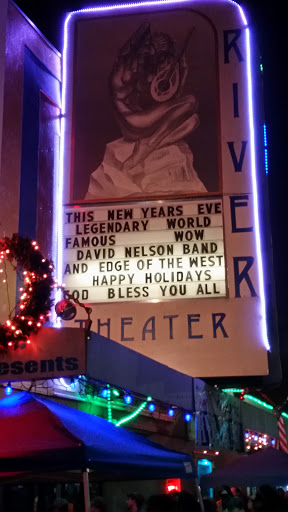 RIVER
THIS NEW YEARS EVE
LEGENDARY WORLD
FAMOUS WOW
DAVID NELSON BAND
AND EDGE OF THE WEST
HAPPY HOLIDAYS
GOD BLESS YOU ALL
THEATER
esents